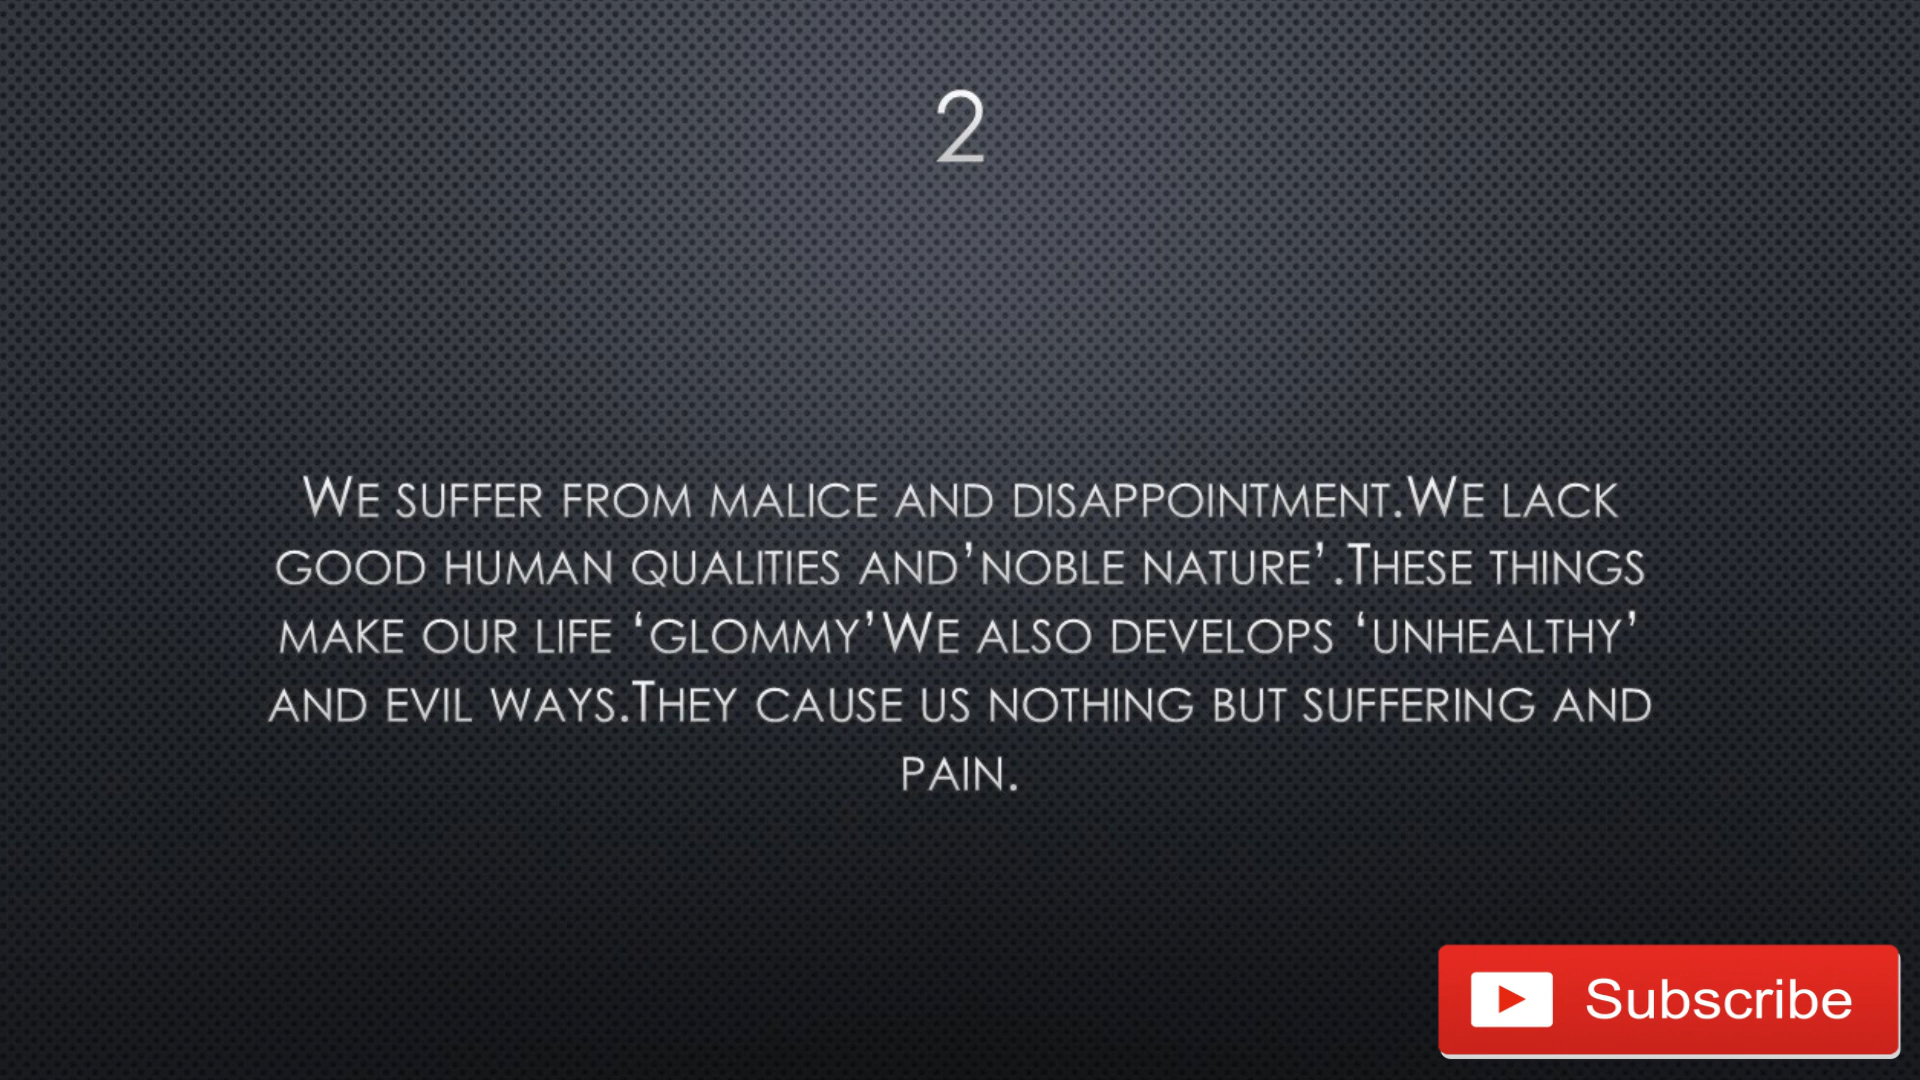 2
We suffer from malice and disappointment.We lack
good human qualities and’noble nature’.These things
make our life ‘glommy’We also develops ‘unhealthy’
and evil ways.They cause us nothing but suffering and
pain.
Subscribe